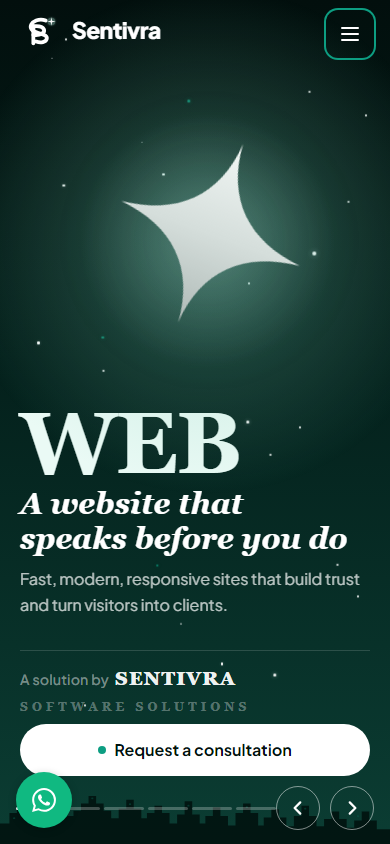 Sentivra
WEB
A website that
speaks before you do
Fast, modern, responsive sites that build trust
and turn visitors into clients.
A solution by SENTIVRA
SOFTWARE SOLUTIONS
Request a consultation